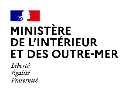 MINISTÈRE
DE L'INTÉRIEUR
ET DES OUTRE-MER
Liberté
Égalité
Fraternité